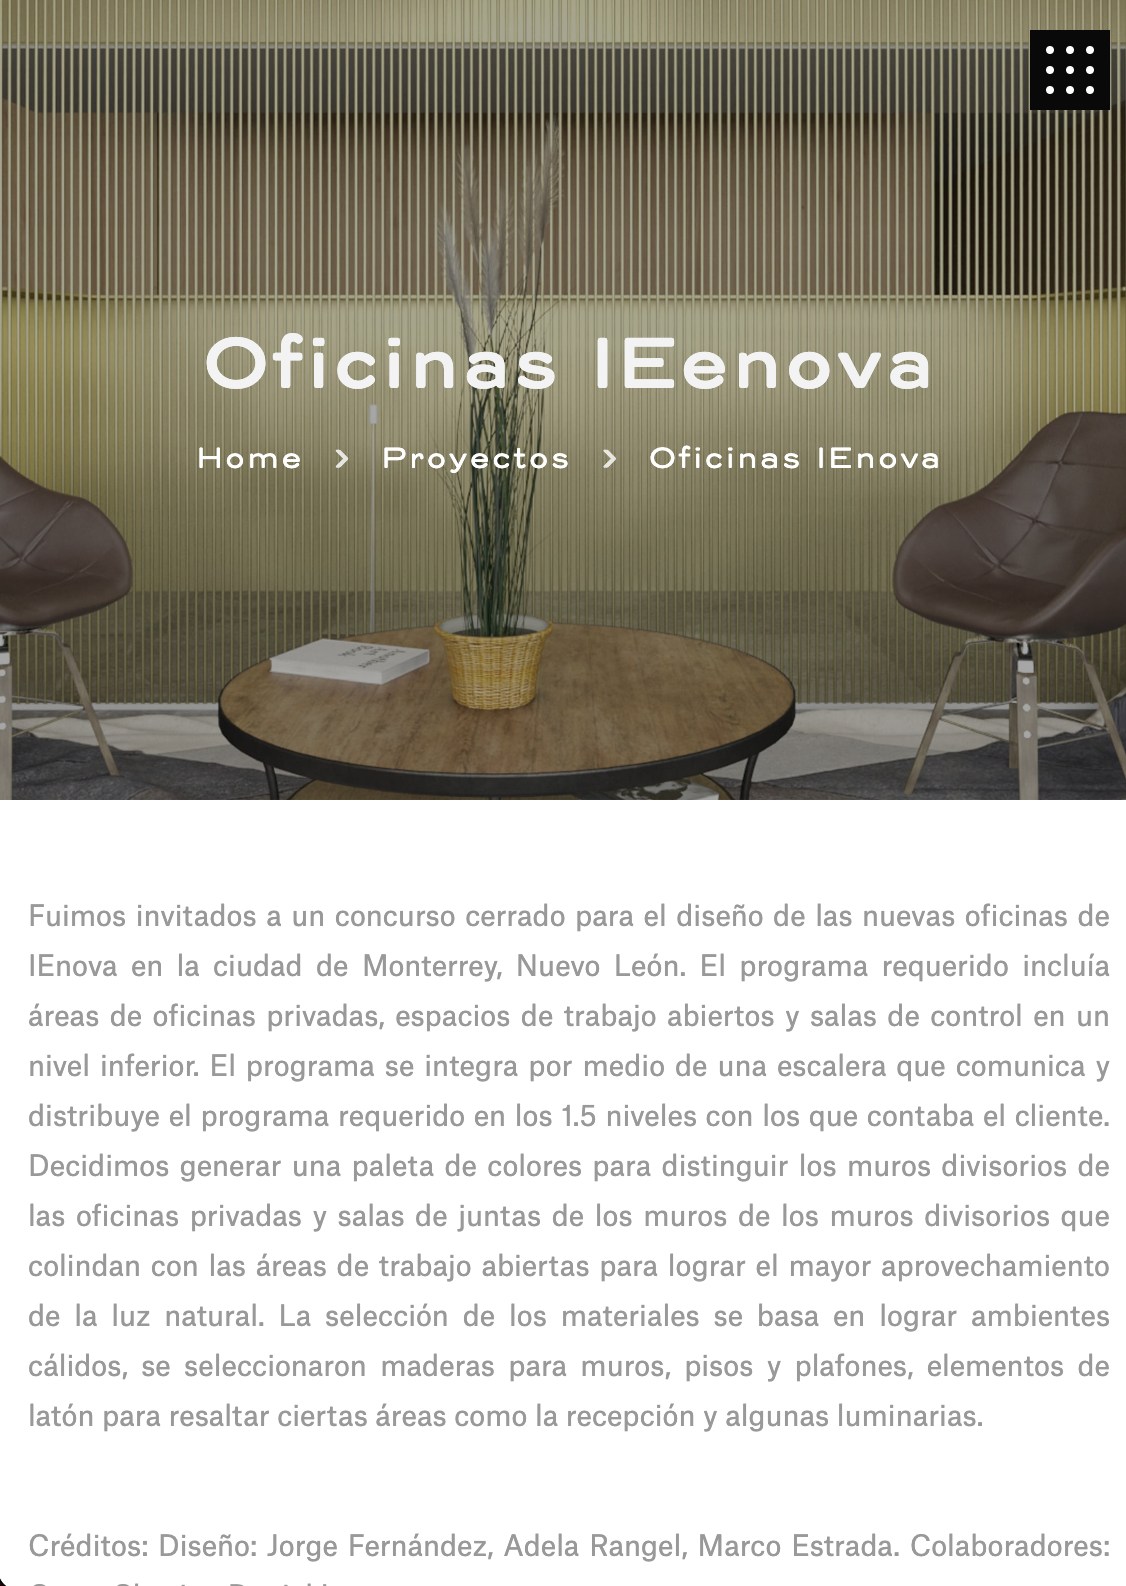 Oficinas IEenova
Home > Proyectos > Oficinas IEnova
Another
Art
Book
Fuimos invitados a un concurso cerrado para el diseño de las nuevas oficinas de
IEnova en la ciudad de Monterrey, Nuevo León. El programa requerido incluía
áreas de oficinas privadas, espacios de trabajo abiertos y salas de control en un
nivel inferior. El programa se integra por medio de una escalera que comunica y
distribuye el programa requerido en los 1.5 niveles con los que contaba el cliente.
Decidimos generar una paleta de colores para distinguir los muros divisorios de
las oficinas privadas y salas de juntas de los muros de los muros divisorios que
colindan con las áreas de trabajo abiertas para lograr el mayor aprovechamiento
de la luz natural. La selección de los materiales se basa en lograr ambientes
cálidos, se seleccionaron maderas para muros, pisos y plafones, elementos de
latón para resaltar ciertas áreas como la recepción y algunas luminarias.
Créditos: Diseño: Jorge Fernández, Adela Rangel, Marco Estrada. Colaboradores: